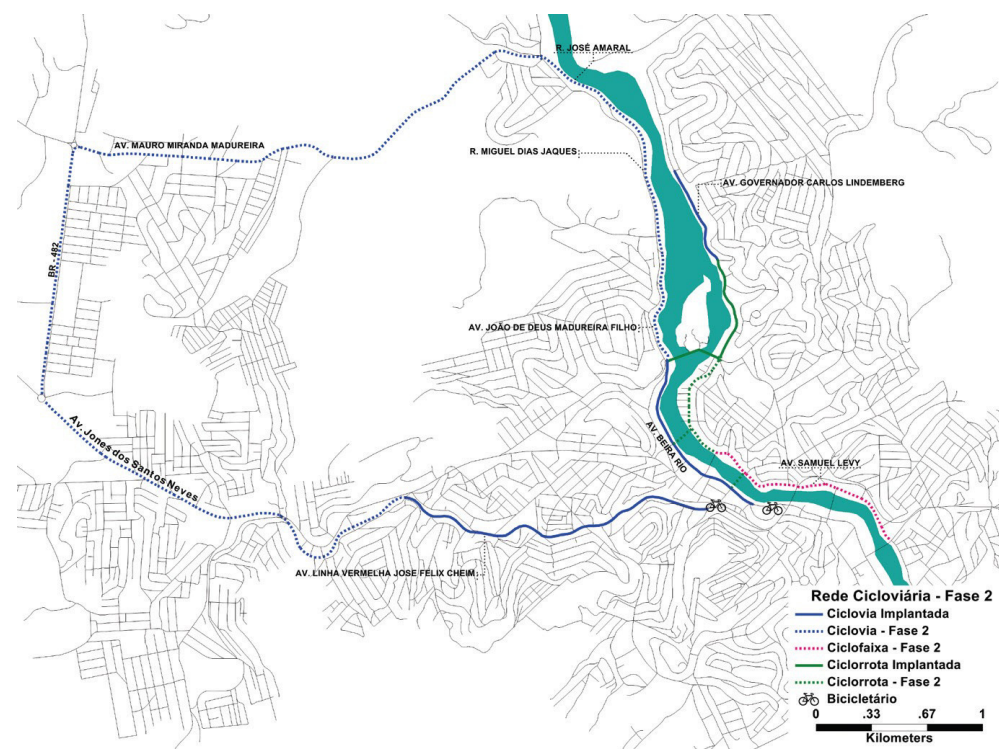 R. JOSÉ AMARAL
AV. MAURO MIRANDA MADUREIRA
R. MIGUEL DIAS JAQUES
AV. GOVERNADOR CARLOS LINDEMBERG
BR - 482
AV. JOÃO DE DEUS MADUREIRA FILHO
Av. Jones dos Santos Neves
AV. BEIRA RIO
AV. SAMUEL LEVY
AV. LINHA VERMELHA JOSE FELIX CHEIM
Rede Cicloviária - Fase 2
Ciclovia Implantada
Ciclovia - Fase 2
Ciclofaixa - Fase 2
Ciclorrota Implantada
Ciclorrota - Fase 2
Bicicletário
0 .33 .67 1
Kilometers